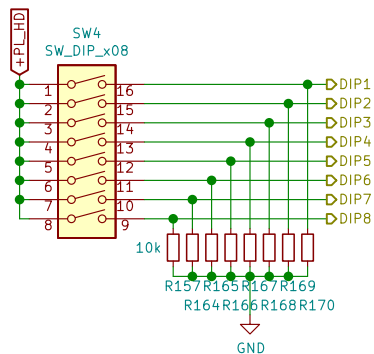 +PL_HD
SW4
SW_DIP_x08
1 16 DIP1
2 15 DIP2
3 14 DIP3
4 13 DIP4
5 12 DIP5
6 11 DIP6
7 10 DIP7
8 9 DIP8
10k
R157 R165 R167 R169
R164 R166 R168 R170
GND